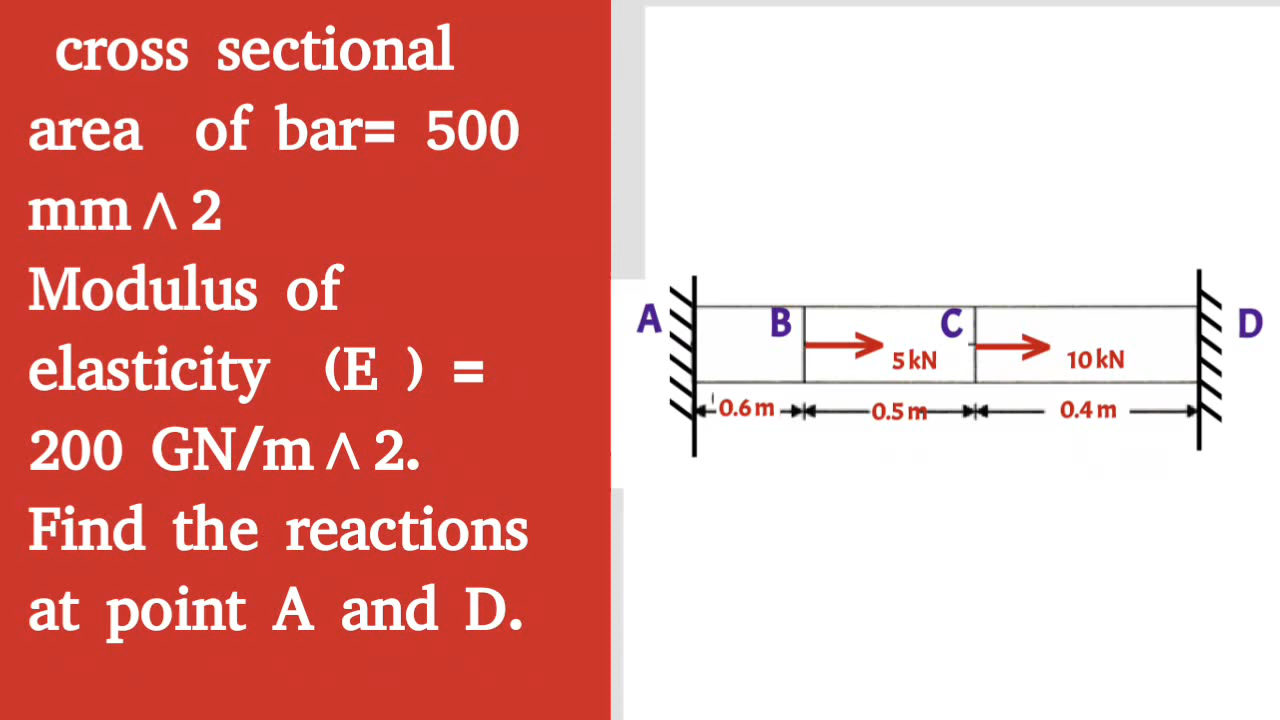 cross sectional
area of bar= 500
mm∧2
Modulus of
elasticity (E ) =
200 GN/m∧2.
Find the reactions
at point A and D.
A B C D
5 kN 10 kN
0.6 m 0.5 m 0.4 m